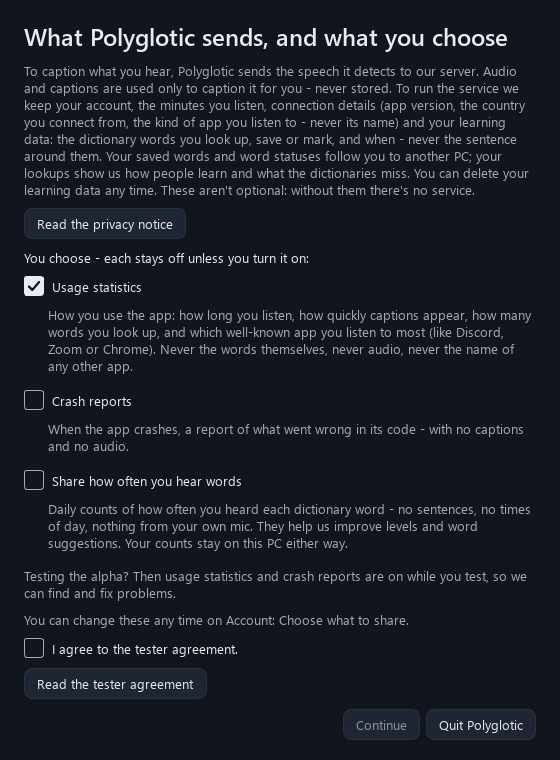 What Polyglotic sends, and what you choose
To caption what you hear, Polyglotic sends the speech it detects to our server. Audio
and captions are used only to caption it for you - never stored. To run the service we
keep your account, the minutes you listen, connection details (app version, the country
you connect from, the kind of app you listen to - never its name) and your learning
data: the dictionary words you look up, save or mark, and when - never the sentence
around them. Your saved words and word statuses follow you to another PC; your
lookups show us how people learn and what the dictionaries miss. You can delete your
learning data any time. These aren't optional: without them there's no service.
Read the privacy notice
You choose - each stays off unless you turn it on:
Usage statistics
How you use the app: how long you listen, how quickly captions appear, how many
words you look up, and which well-known app you listen to most (like Discord,
Zoom or Chrome). Never the words themselves, never audio, never the name of
any other app.
Crash reports
When the app crashes, a report of what went wrong in its code - with no captions
and no audio.
Share how often you hear words
Daily counts of how often you heard each dictionary word - no sentences, no times
of day, nothing from your own mic. They help us improve levels and word
suggestions. Your counts stay on this PC either way.
Testing the alpha? Then usage statistics and crash reports are on while you test, so we
can find and fix problems.
You can change these any time on Account: Choose what to share.
I agree to the tester agreement.
Read the tester agreement
Continue
Quit Polyglotic